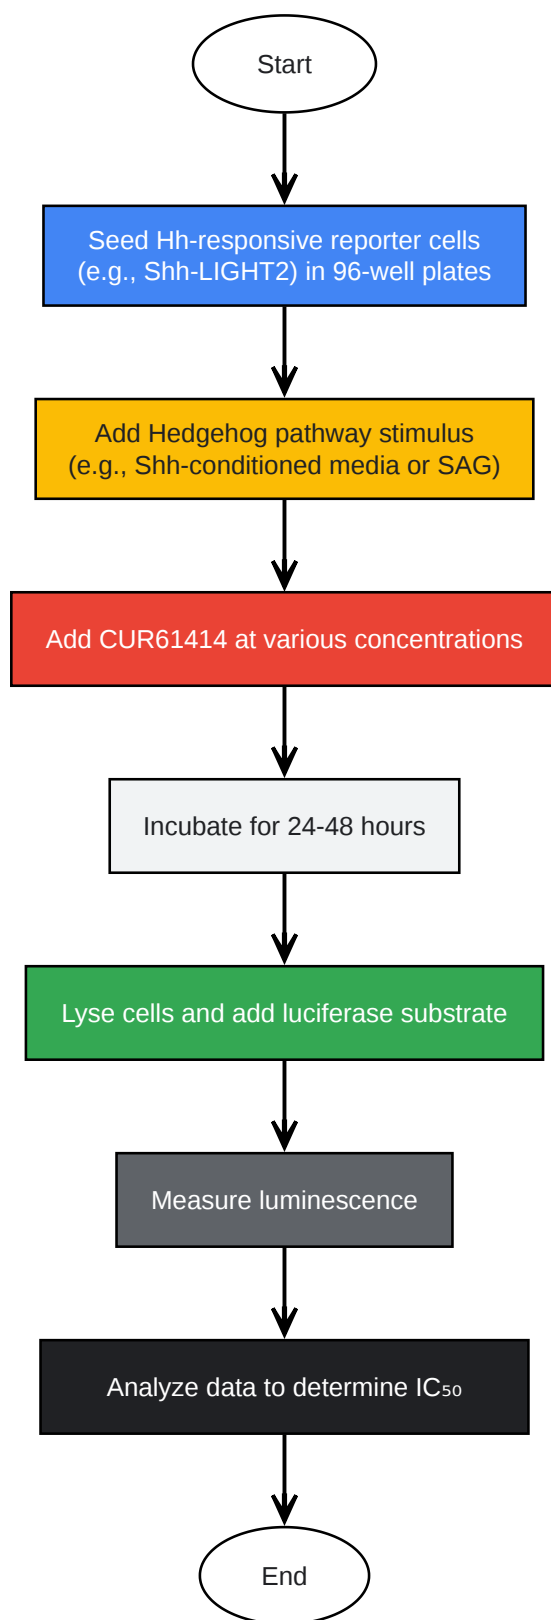 Start
Seed Hh-responsive reporter cells
(e.g., Shh-LIGHT2) in 96-well plates
Add Hedgehog pathway stimulus
(e.g., Shh-conditioned media or SAG)
Add CUR61414 at various concentrations
Incubate for 24-48 hours
Lyse cells and add luciferase substrate
Measure luminescence
Analyze data to determine IC₅₀
End